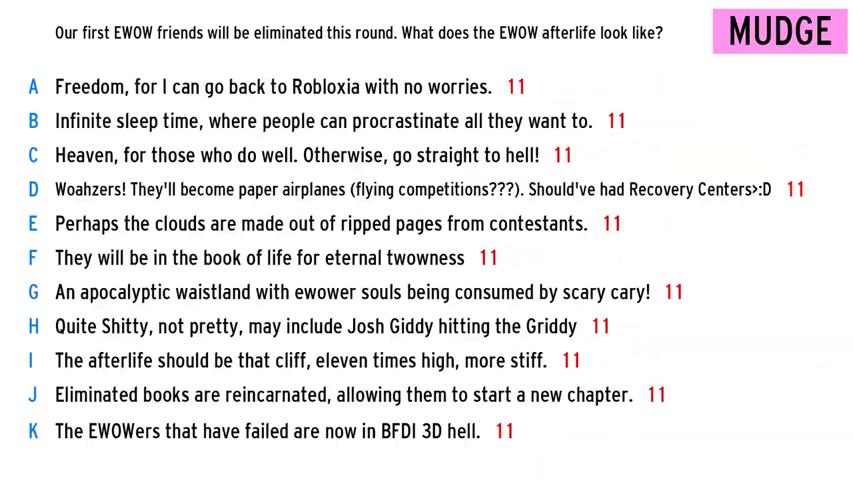 Our first EWOW friends will be eliminated this round. What does the EWOW afterlife look like?
MUDGE
A Freedom, for I can go back to Robloxia with no worries. 11
B Infinite sleep time, where people can procrastinate all they want to. 11
C Heaven, for those who do well. Otherwise, go straight to hell! 11
D Woahzers! They'll become paper airplanes (flying competitions???). Should've had Recovery Centers>:D 11
E Perhaps the clouds are made out of ripped pages from contestants. 11
F They will be in the book of life for eternal twowness 11
G An apocalyptic waistland with ewower souls being consumed by scary cary! 11
H Quite Shitty, not pretty, may include Josh Giddy hitting the Griddy 11
I The afterlife should be that cliff, eleven times high, more stiff. 11
J Eliminated books are reincarnated, allowing them to start a new chapter. 11
K The EWOWers that have failed are now in BFDI 3D hell. 11